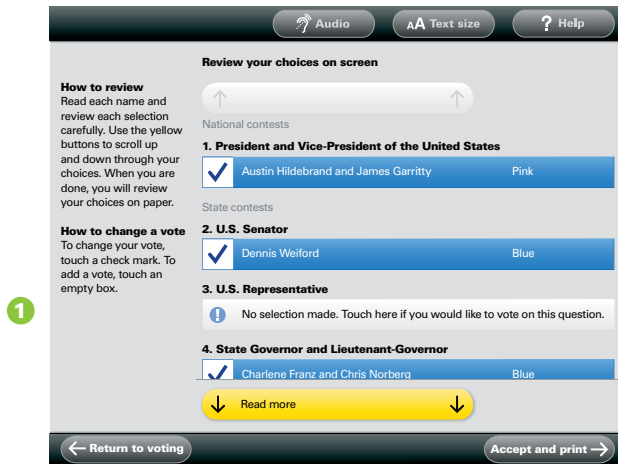 Audio
AA Text size
? Help
Review your choices on screen
How to review
Read each name and
review each selection
carefully. Use the yellow
buttons to scroll up
and down through your
choices. When you are
done, you will review
your choices on paper.
How to change a vote
To change your vote,
touch a check mark. To
add a vote, touch an
empty box.
1
National contests
1. President and Vice-President of the United States
Austin Hildebrand and James Garritty Pink
State contests
2. U.S. Senator
Dennis Weiford Blue
3. U.S. Representative
! No selection made. Touch here if you would like to vote on this question.
4. State Governor and Lieutenant-Governor
Charlene Franz and Chris Norberg Blue
Read more
Return to voting
Accept and print